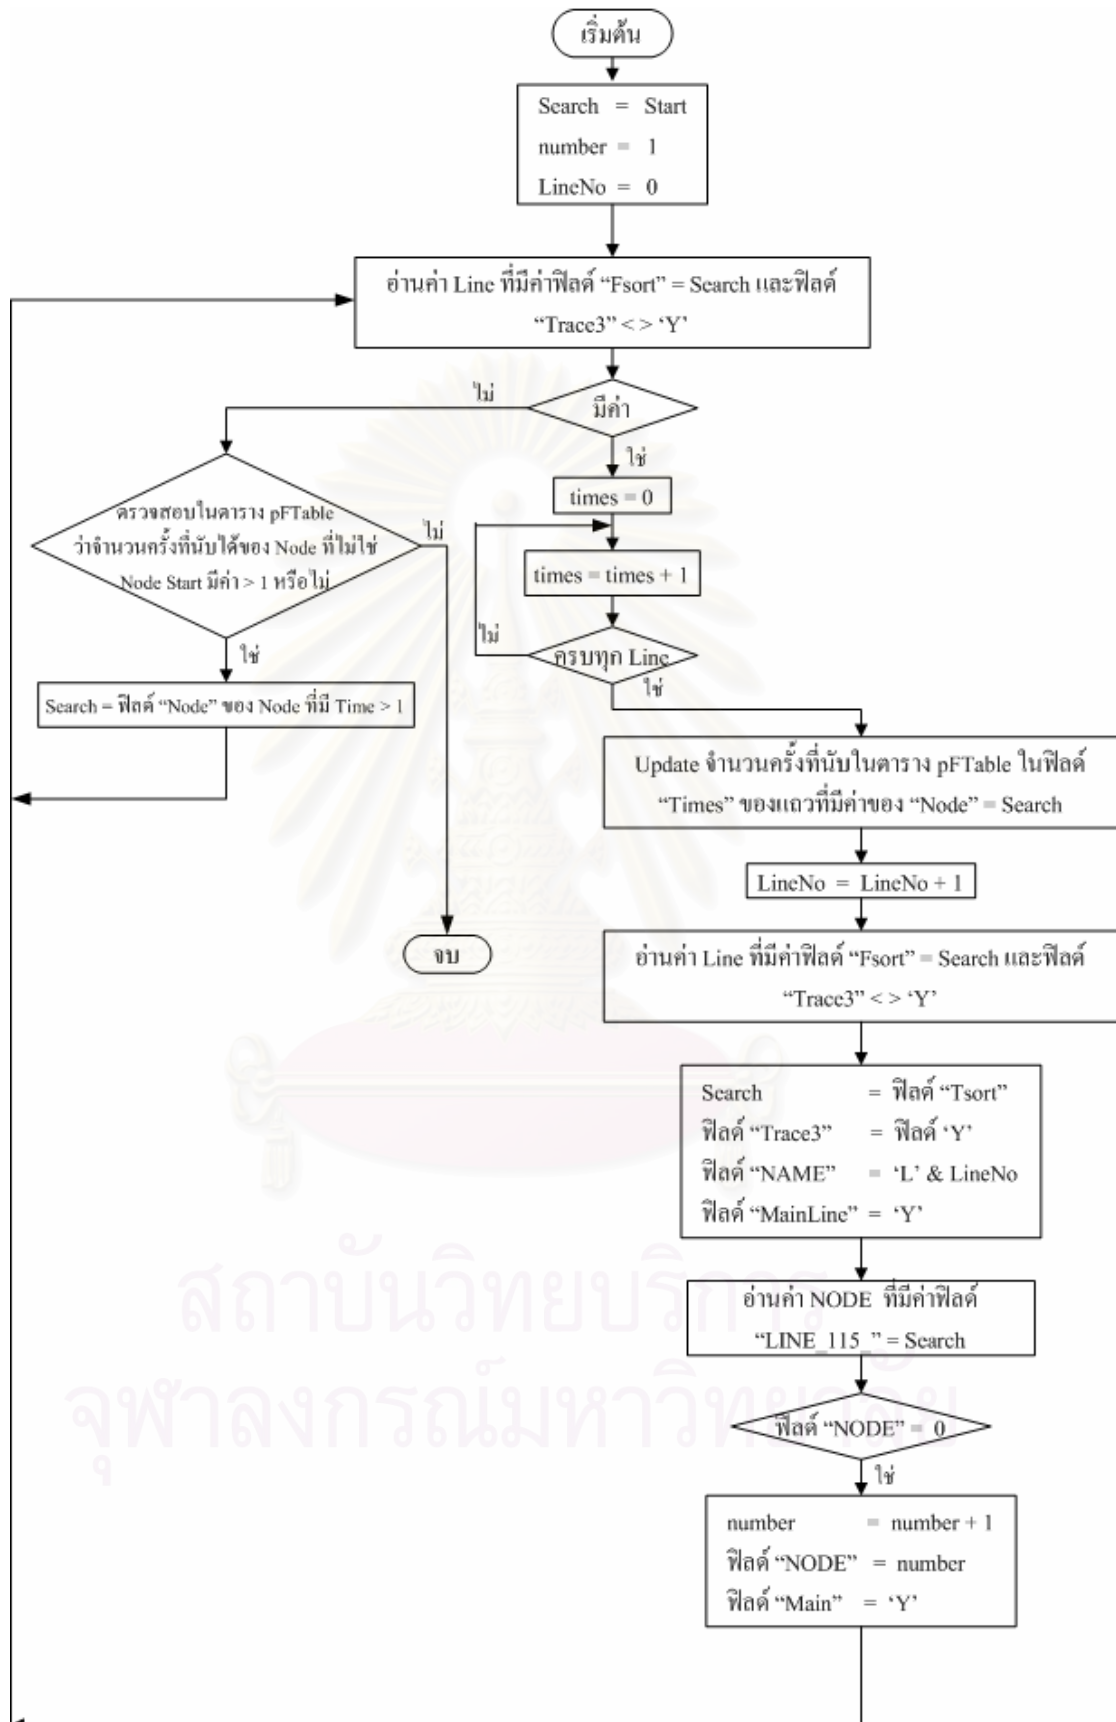 เริ่มต้น
Search = Start
number = 1
LineNo = 0
อ่านค่า Line ที่มีค่าฟิลด์ “Fsort” = Search และฟิลด์
“Trace3” < > ‘Y’
มีค่า
ไม่
ใช่
times = 0
times = times + 1
ครบทุก Line
ไม่
ใช่
ตรวจสอบในตาราง pFTable
ว่าจำนวนครั้งที่นับได้ของ Node ที่ไม่ใช่
Node Start มีค่า > 1 หรือไม่
ไม่
ใช่
Search = ฟิลด์ “Node” ของ Node ที่มี Time > 1
จบ
Update จำนวนครั้งที่นับในตาราง pFTable ในฟิลด์
“Times” ของแถวที่มีค่าของ “Node” = Search
LineNo = LineNo + 1
อ่านค่า Line ที่มีค่าฟิลด์ “Fsort” = Search และฟิลด์
“Trace3” < > ‘Y’
Search = ฟิลด์ “Tsort”
ฟิลด์ “Trace3” = ฟิลด์ ‘Y’
ฟิลด์ “NAME” = ‘L’ & LineNo
ฟิลด์ “MainLine” = ‘Y’
อ่านค่า NODE ที่มีค่าฟิลด์
“LINE_115_” = Search
ฟิลด์ “NODE” = 0
ใช่
number = number + 1
ฟิลด์ “NODE” = number
ฟิลด์ “Main” = ‘Y’
สถาบันวิทยบริการ
จุฬาลงกรณ์มหาวิทยาลัย